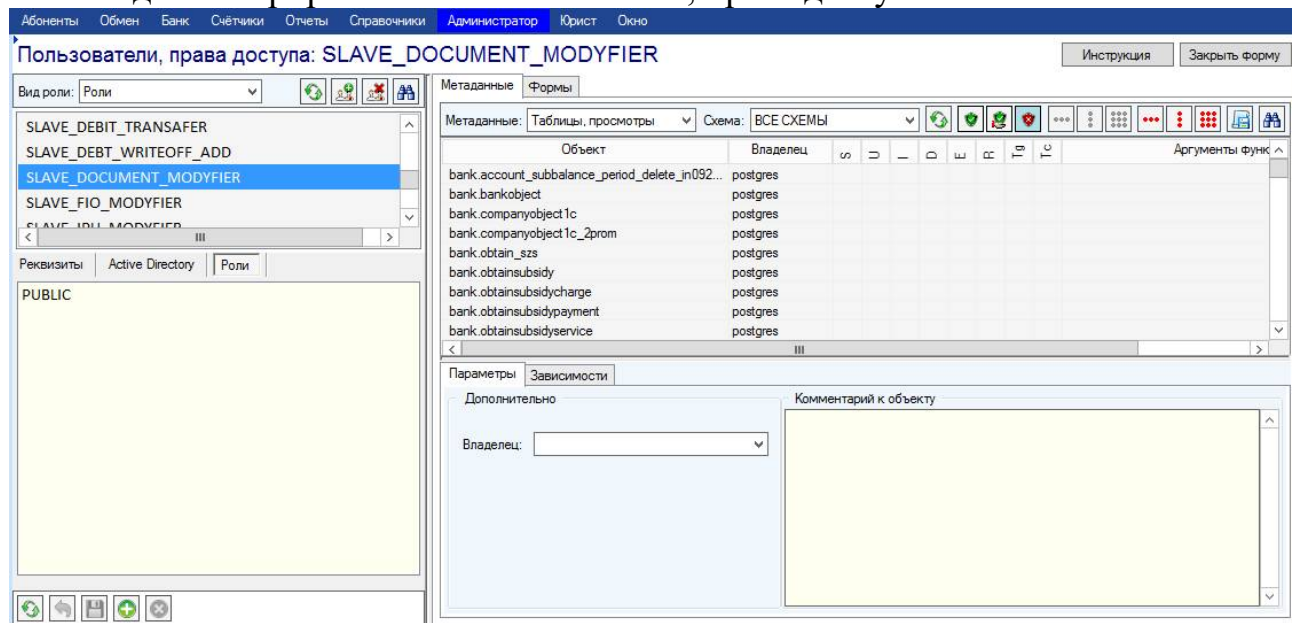 Абоненты Обмен Банк Счётчики Отчеты Справочники Администратор Юрист Окно
Пользователи, права доступа: SLAVE_DOCUMENT_MODYFIER
Инструкция Закрыть форму
Вид роли: Роли
SLAVE_DEBIT_TRANSAFER
SLAVE_DEBT_WRITEOFF_ADD
SLAVE_DOCUMENT_MODYFIER
SLAVE_FIO_MODYFIER
Реквизиты Active Directory Роли
PUBLIC
Метаданные Формы
Метаданные: Таблицы, просмотры Схема: ВСЕ СХЕМЫ
Объект Владелец S U I D E R Tg Tc Аргументы функ
bank.account_subbalance_period_delete_in092... postgres
bank.bankobject postgres
bank.companyobject1c postgres
bank.companyobject1c_2prom postgres
bank.obtain_szs postgres
bank.obtainsubsidy postgres
bank.obtainsubsidycharge postgres
bank.obtainsubsidypayment postgres
bank.obtainsubsidyservice postgres
Параметры Зависимости
Дополнительно
Владелец:
Комментарий к объекту